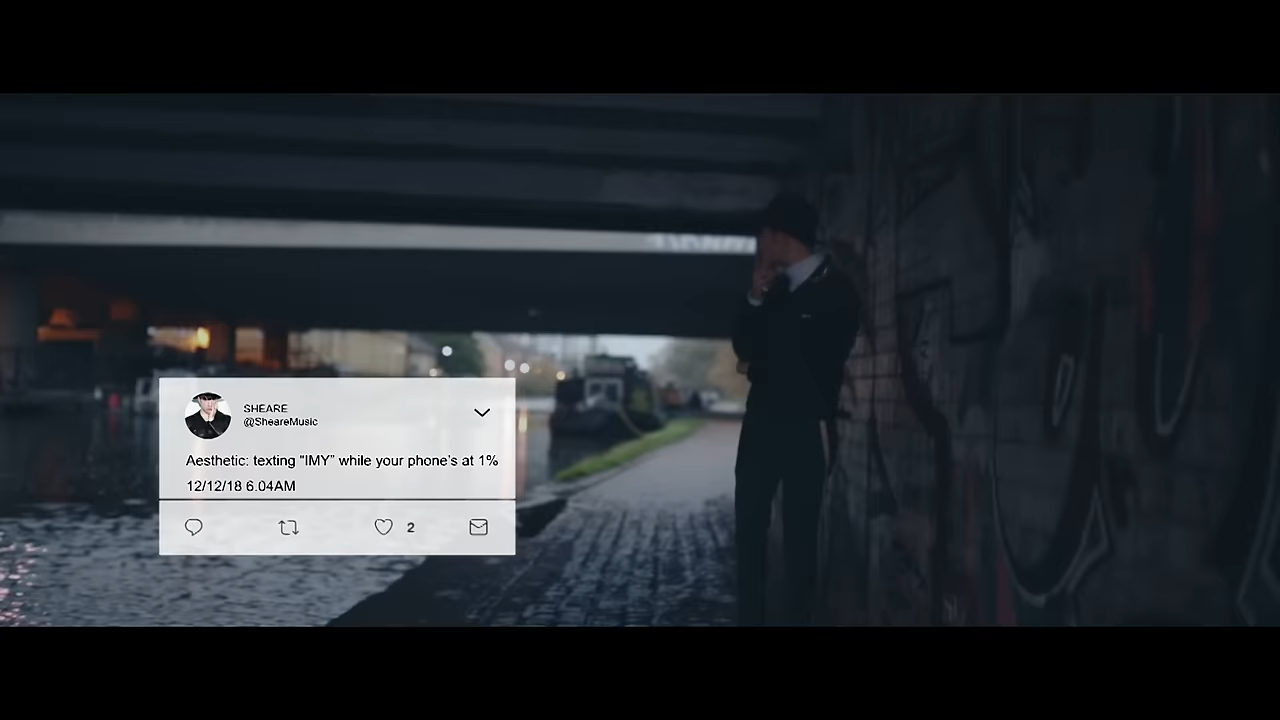 SHEARE
@SheareMusic
Aesthetic: texting “IMY” while your phone’s at 1%
12/12/18 6.04AM
2